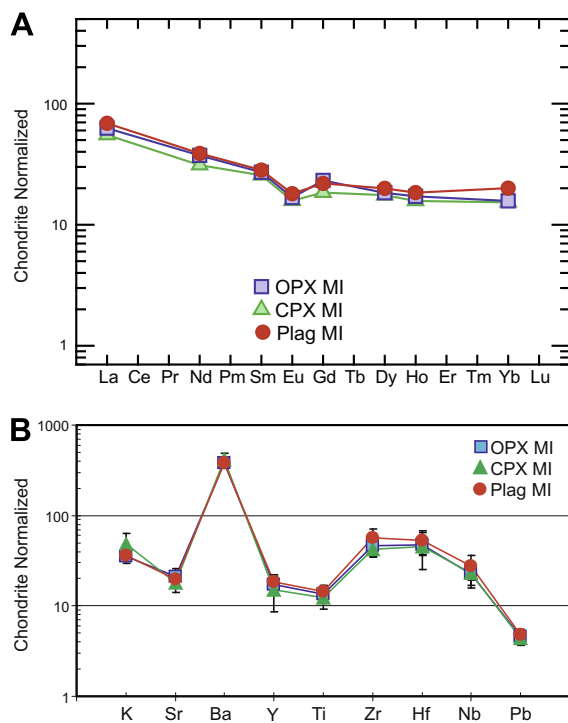 A
Chondrite Normalized
100
10
1
OPX MI
CPX MI
Plag MI
La Ce Pr Nd Pm Sm Eu Gd Tb Dy Ho Er Tm Yb Lu
B
Chondrite Normalized
1000
100
10
1
OPX MI
CPX MI
Plag MI
K Sr Ba Y Ti Zr Hf Nb Pb